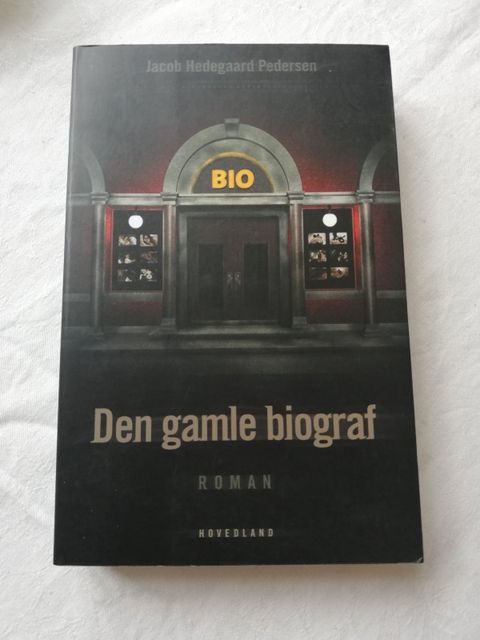 Jacob Hedegaard Pedersen
BIO
Den gamle biograf
ROMAN
HOVEDLAND